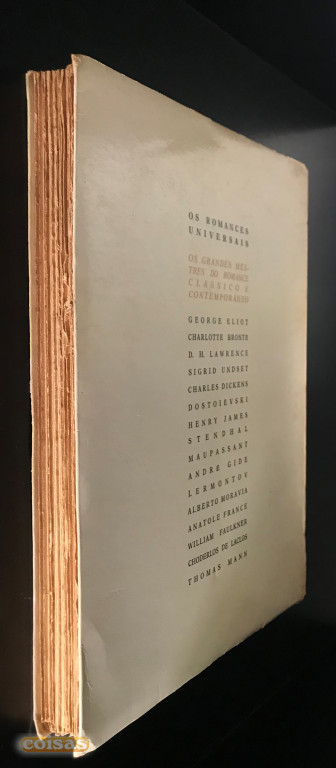 OS ROMANCES
UNIVERSAIS
OS GRANDES MES-
TRES DO ROMANCE
CLÁSSICO E
CONTEMPORÂNEO
GEORGE ELIOT
CHARLOTTE BRONTE
D. H. LAWRENCE
SIGRID UNDSET
CHARLES DICKENS
DOSTOIEVSKI
HENRY JAMES
STENDHAL
MAUPASSANT
ANDRÉ GIDE
LERMONTOV
ALBERTO MORAVIA
ANATOLE FRANCE
WILLIAM FAULKNER
CHODERLOS DE LACLOS
THOMAS MANN
coisas